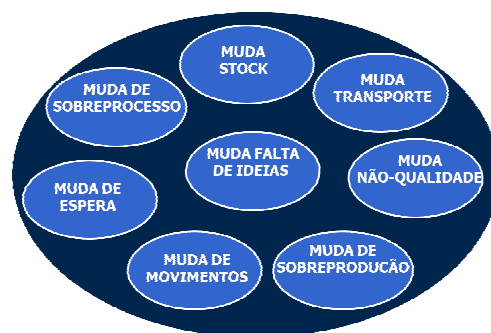 MUDA
STOCK
MUDA DE
SOBREPROCESSO
MUDA
TRANSPORTE
MUDA FALTA
DE IDEIAS
MUDA
NÃO-QUALIDADE
MUDA DE
ESPERA
MUDA DE
MOVIMENTOS
MUDA DE
SOBREPRODUCÃO